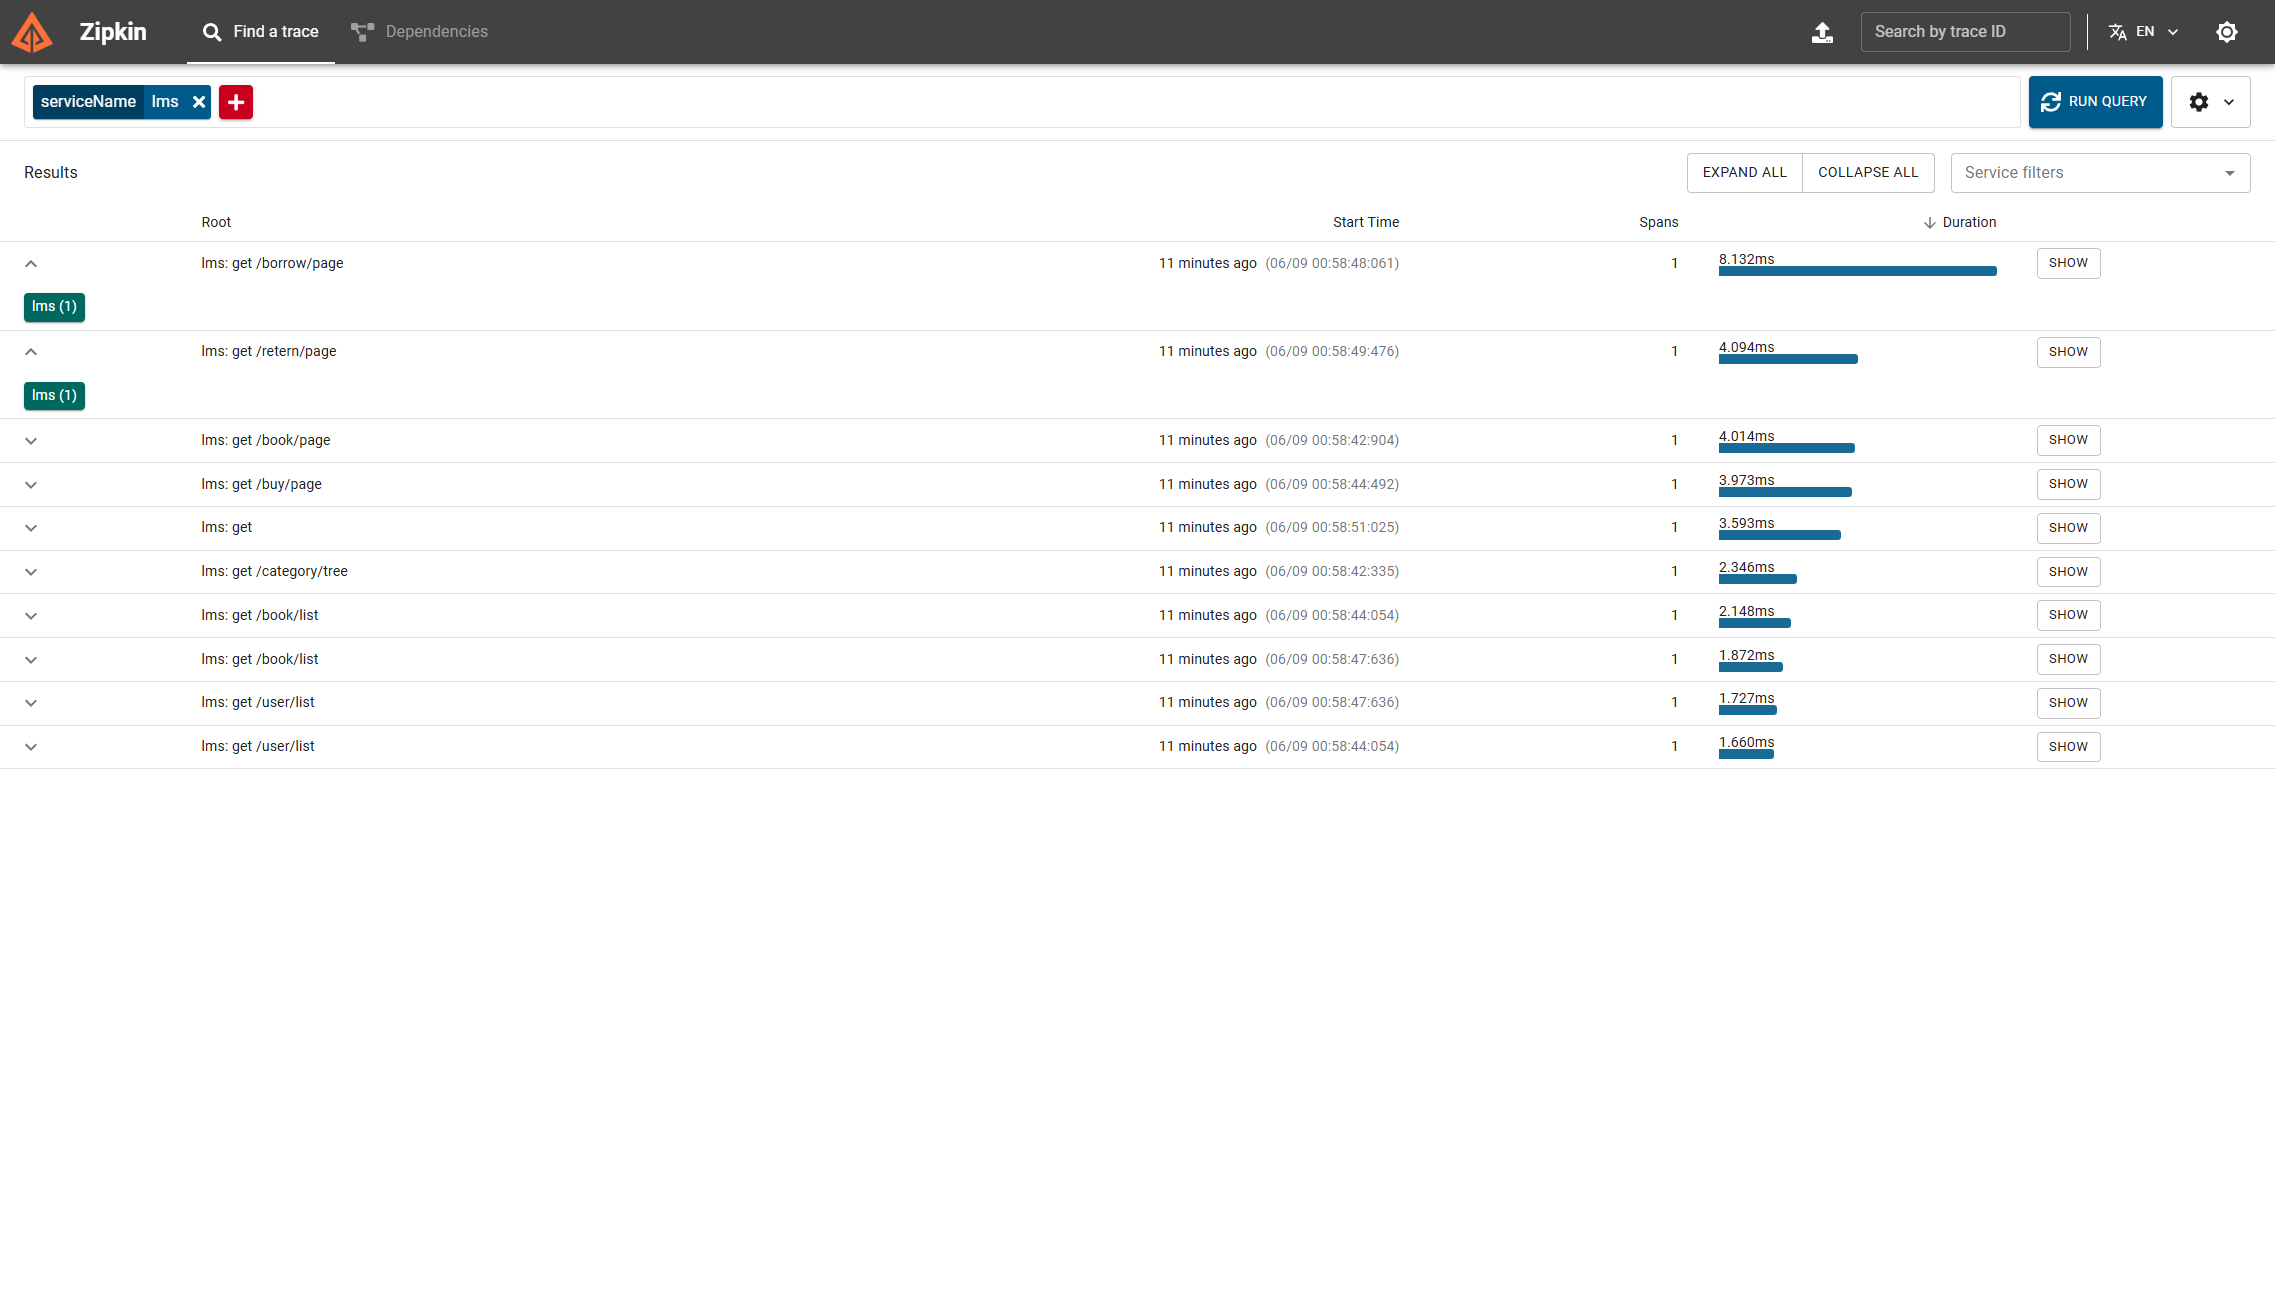 Zipkin Find a trace Dependencies Search by trace ID EN
serviceName lms RUN QUERY
Results EXPAND ALL COLLAPSE ALL Service filters
Root Start Time Spans Duration
lms: get /borrow/page 11 minutes ago (06/09 00:58:48:061) 1 8.132ms SHOW
lms (1)
lms: get /retern/page 11 minutes ago (06/09 00:58:49:476) 1 4.094ms SHOW
lms (1)
lms: get /book/page 11 minutes ago (06/09 00:58:42:904) 1 4.014ms SHOW
lms: get /buy/page 11 minutes ago (06/09 00:58:44:492) 1 3.973ms SHOW
lms: get 11 minutes ago (06/09 00:58:51:025) 1 3.593ms SHOW
lms: get /category/tree 11 minutes ago (06/09 00:58:42:335) 1 2.346ms SHOW
lms: get /book/list 11 minutes ago (06/09 00:58:44:054) 1 2.148ms SHOW
lms: get /book/list 11 minutes ago (06/09 00:58:47:636) 1 1.872ms SHOW
lms: get /user/list 11 minutes ago (06/09 00:58:47:636) 1 1.727ms SHOW
lms: get /user/list 11 minutes ago (06/09 00:58:44:054) 1 1.660ms SHOW